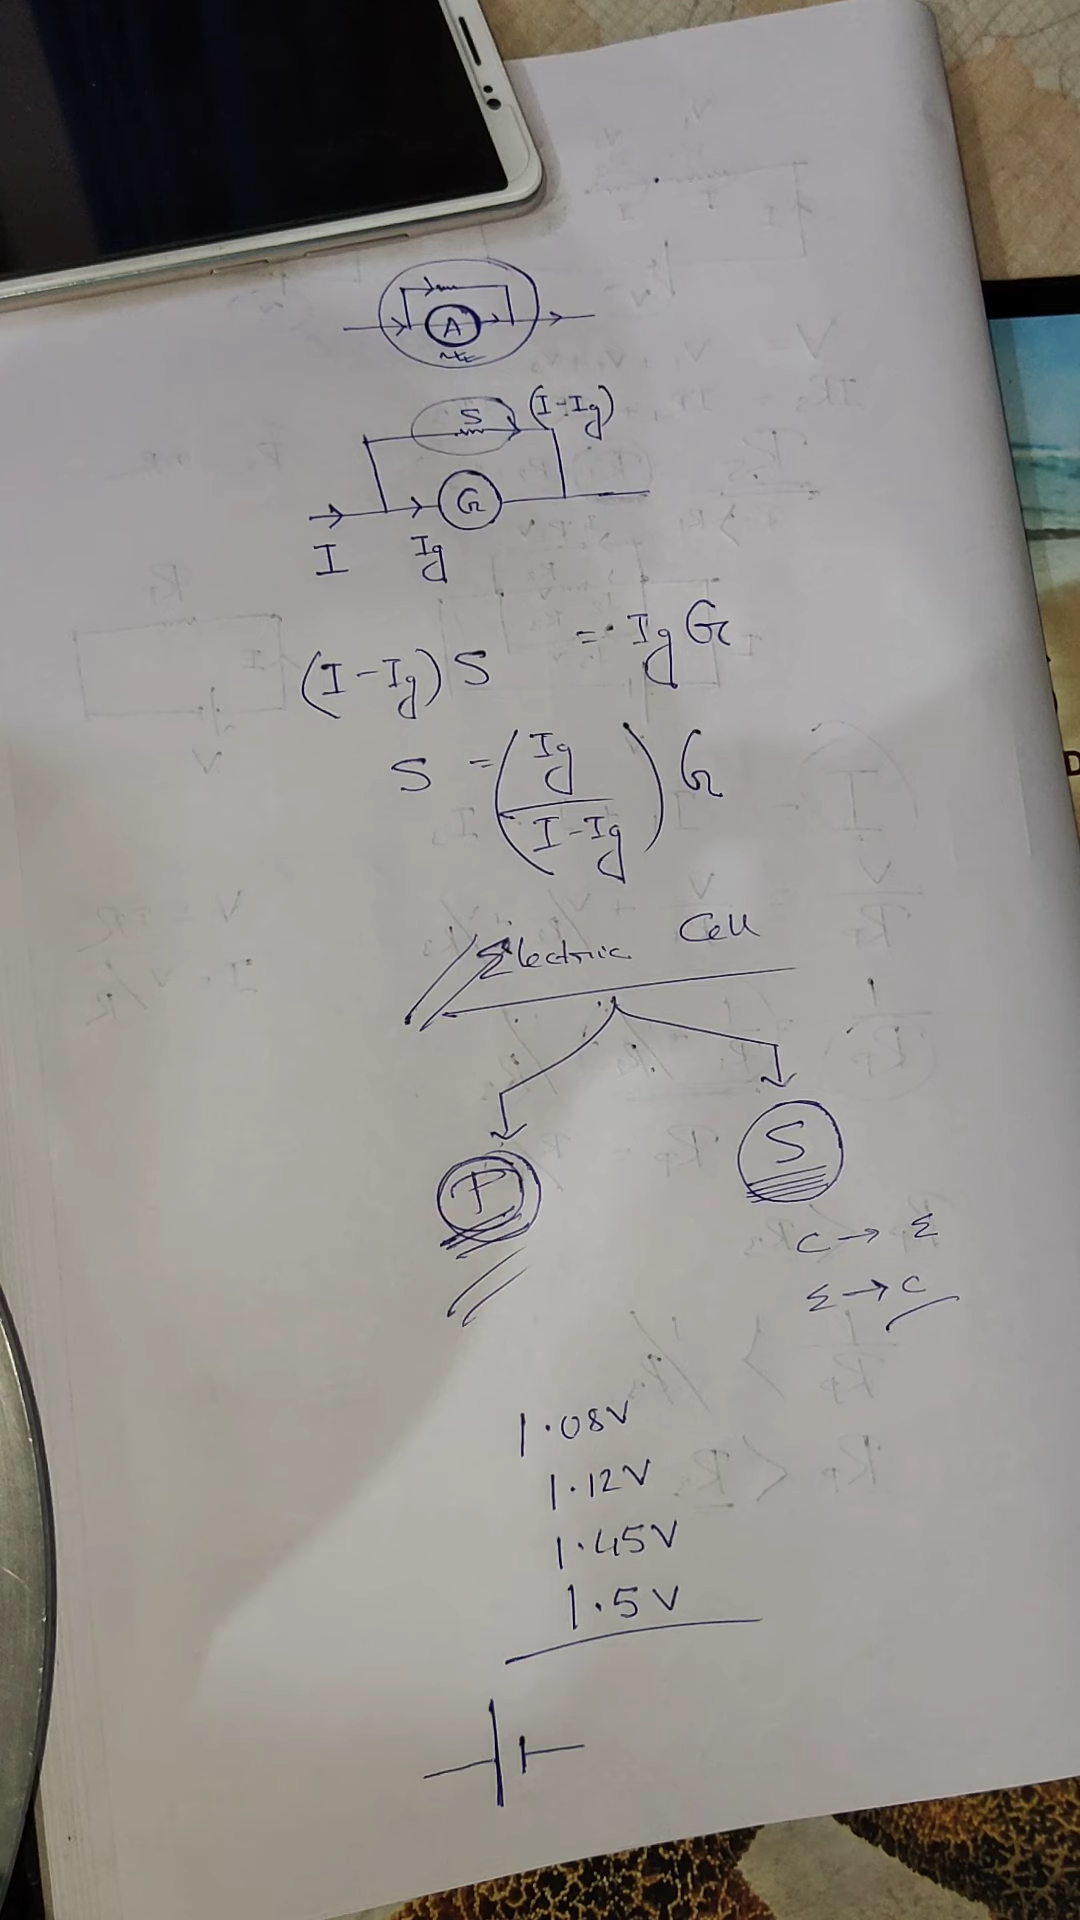 A
S (I-Ig)
G
I Ig
(I-Ig) S = Ig G
S = (Ig / I-Ig) G
Electric Cell
P S
C → E
E → C
1.08V
1.12V
1.45V
1.5V